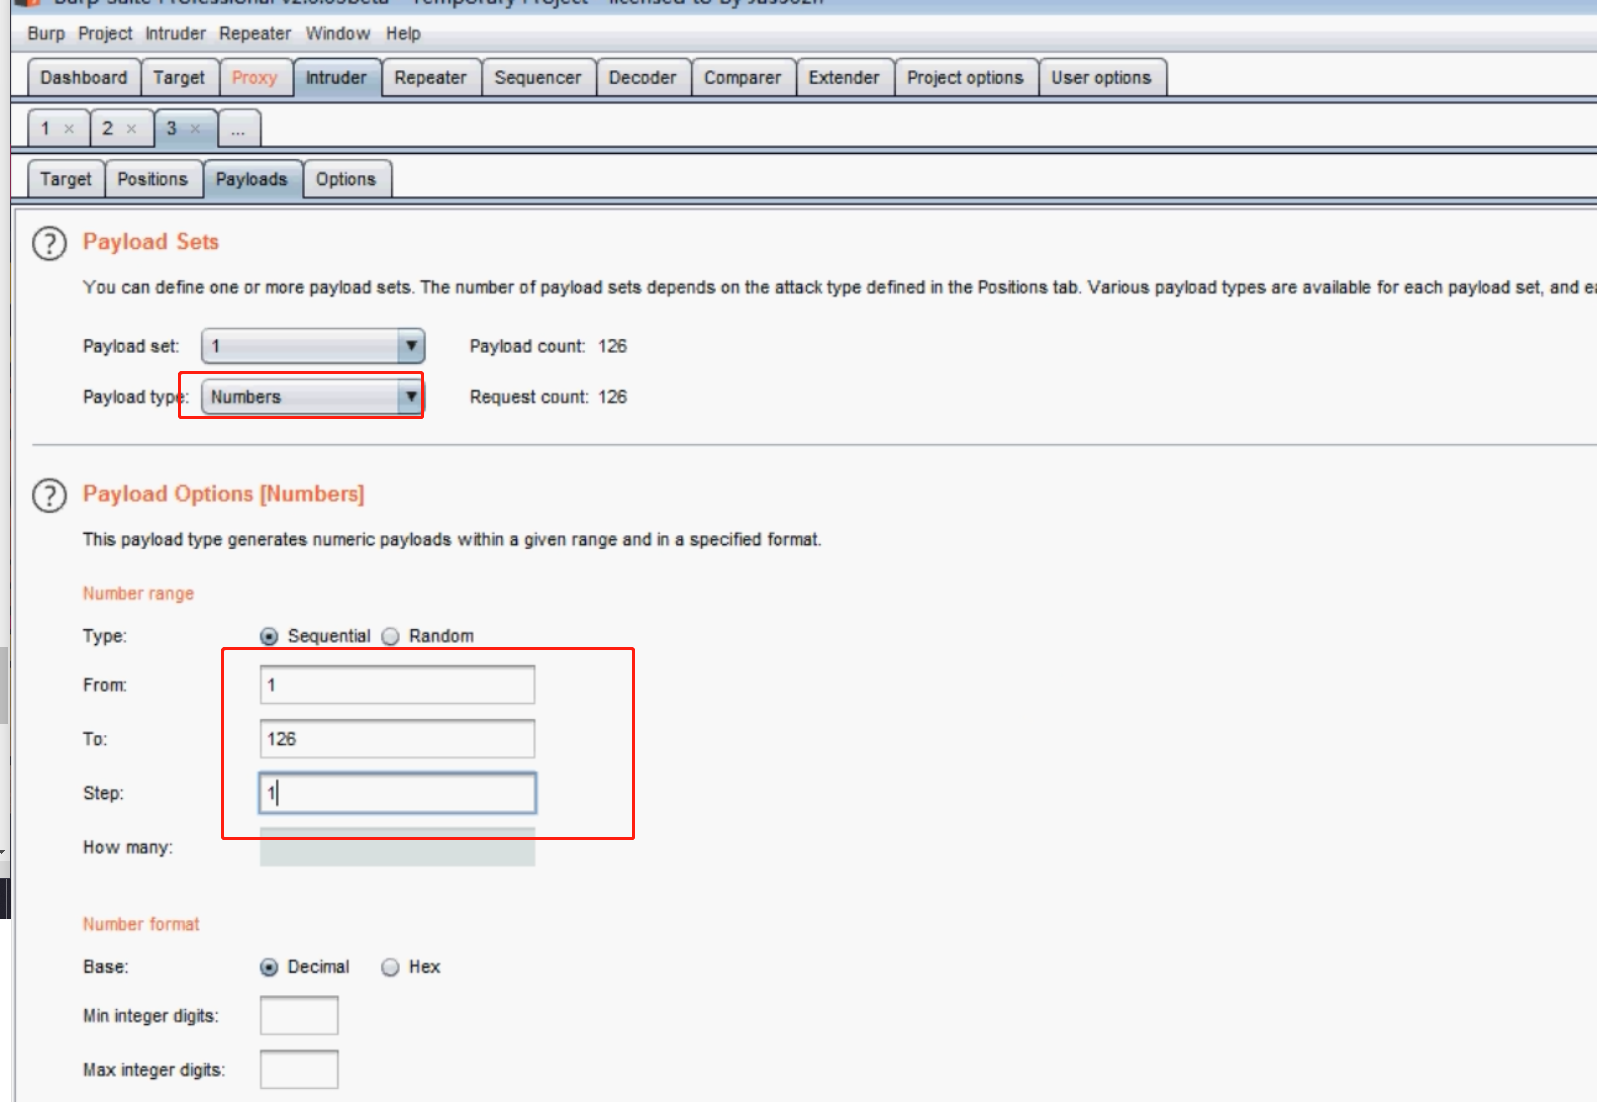 Burp Project Intruder Repeater Window Help
Dashboard Target Proxy Intruder Repeater Sequencer Decoder Comparer Extender Project options User options
1 × 2 × 3 × ...
Target Positions Payloads Options
? Payload Sets
You can define one or more payload sets. The number of payload sets depends on the attack type defined in the Positions tab. Various payload types are available for each payload set, and
Payload set: 1 Payload count: 126
Payload type: Numbers Request count: 126
? Payload Options [Numbers]
This payload type generates numeric payloads within a given range and in a specified format.
Number range
Type: Sequential Random
From: 1
To: 126
Step: 1
How many:
Number format
Base: Decimal Hex
Min integer digits:
Max integer digits: